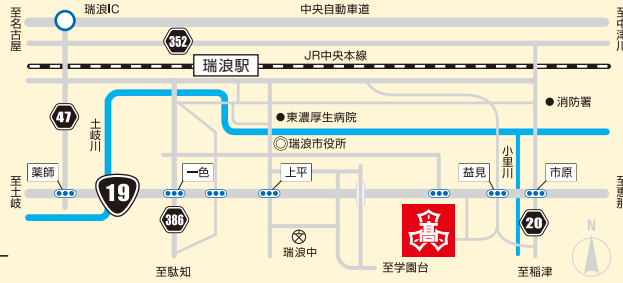 至名古屋
瑞浪IC
中央自動車道
至中津川
352
JR中央本線
瑞浪駅
47
土岐川
●東濃厚生病院
●消防署
◎瑞浪市役所
小里川
薬師
一色
上平
益見
市原
至土岐
19
至恵那
386
高
20
N
瑞浪中
至駄知
至学園台
至稲津